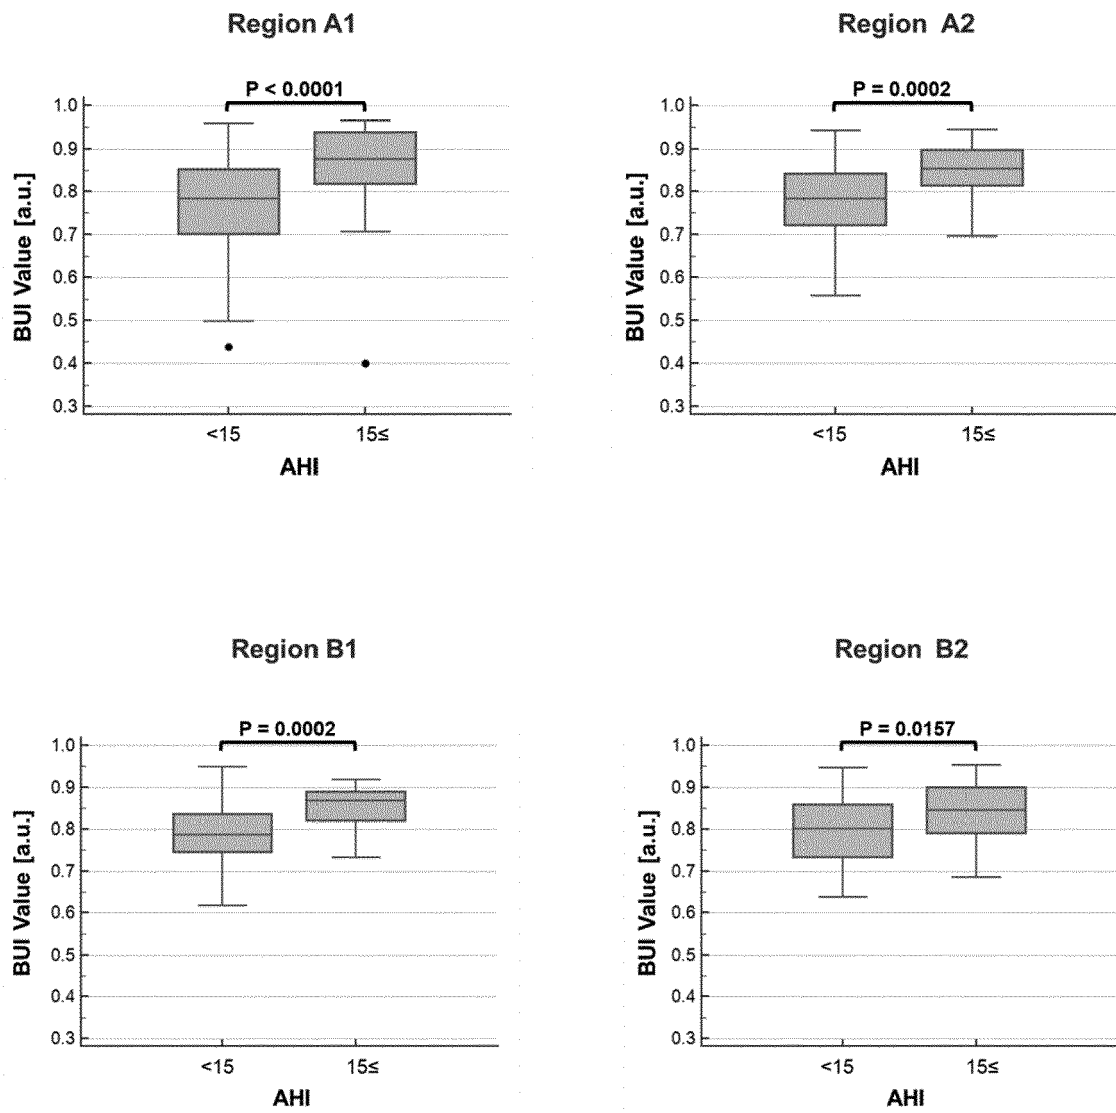 Region A1
P < 0.0001
1.0
0.9
0.8
0.7
0.6
0.5
0.4
0.3
BUI Value [a.u.]
<15
15≤
AHI
Region A2
P = 0.0002
1.0
0.9
0.8
0.7
0.6
0.5
0.4
0.3
BUI Value [a.u.]
<15
15≤
AHI
Region B1
P = 0.0002
1.0
0.9
0.8
0.7
0.6
0.5
0.4
0.3
BUI Value [a.u.]
<15
15≤
AHI
Region B2
P = 0.0157
1.0
0.9
0.8
0.7
0.6
0.5
0.4
0.3
BUI Value [a.u.]
<15
15≤
AHI